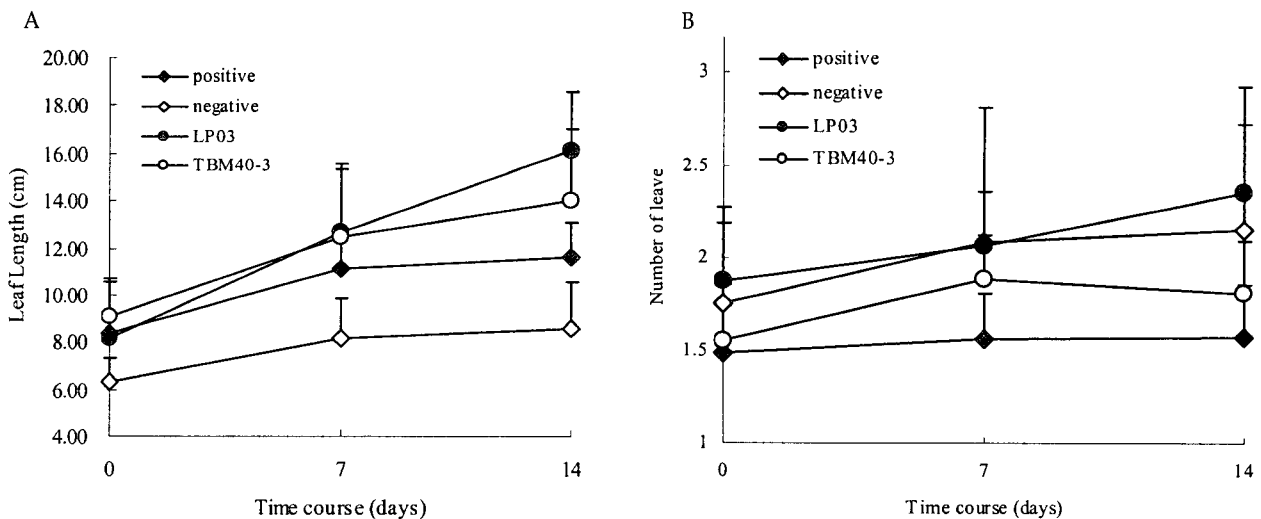 A
20.00
18.00
16.00
14.00
12.00
10.00
8.00
6.00
4.00
Leaf Length (cm)
positive
negative
LP03
TBM40-3
0 7 14
Time course (days)
B
3
2.5
2
1.5
1
Number of leave
positive
negative
LP03
TBM40-3
0 7 14
Time course (days)